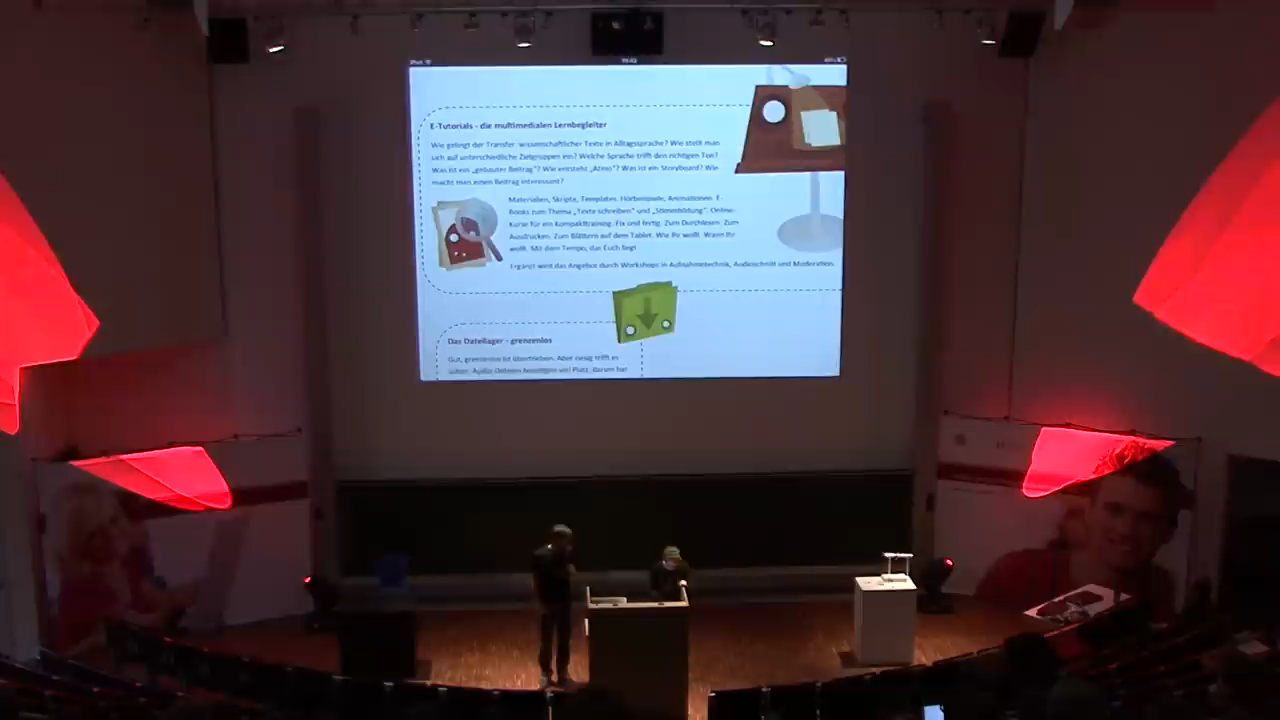 iPad
19:43
E-Tutorials - die multimedialen Lernbegleiter
Wie gelingt der Transfer wissenschaftlicher Texte in Alltagssprache? Wie stellt man
sich auf unterschiedliche Zielgruppen ein? Welche Sprache trifft den richtigen Ton?
Was ist ein „gebauter Beitrag"? Wie entsteht „Atmo"? Was ist ein Storyboard? Wie
macht man einen Beitrag interessant?
Materialien, Skripte, Templates. Hörbeispiele, Animationen. E-
Books zum Thema „Texte schreiben" und „Stimmbildung". Online-
Kurse für ein Kompakttraining. Fix und fertig. Zum Durchlesen. Zum
Ausdrucken. Zum Blättern auf dem Tablet. Wie Ihr wollt. Wann Ihr
wollt. Mit dem Tempo, das Euch liegt.
Ergänzt wird das Angebot durch Workshops in Aufnahmetechnik, Audioschnitt und Moderation.
Das Dateilager - grenzenlos
Gut, grenzenlos ist übertrieben. Aber riesig trifft es
schon. Audio-Dateien benötigen viel Platz, darum hat